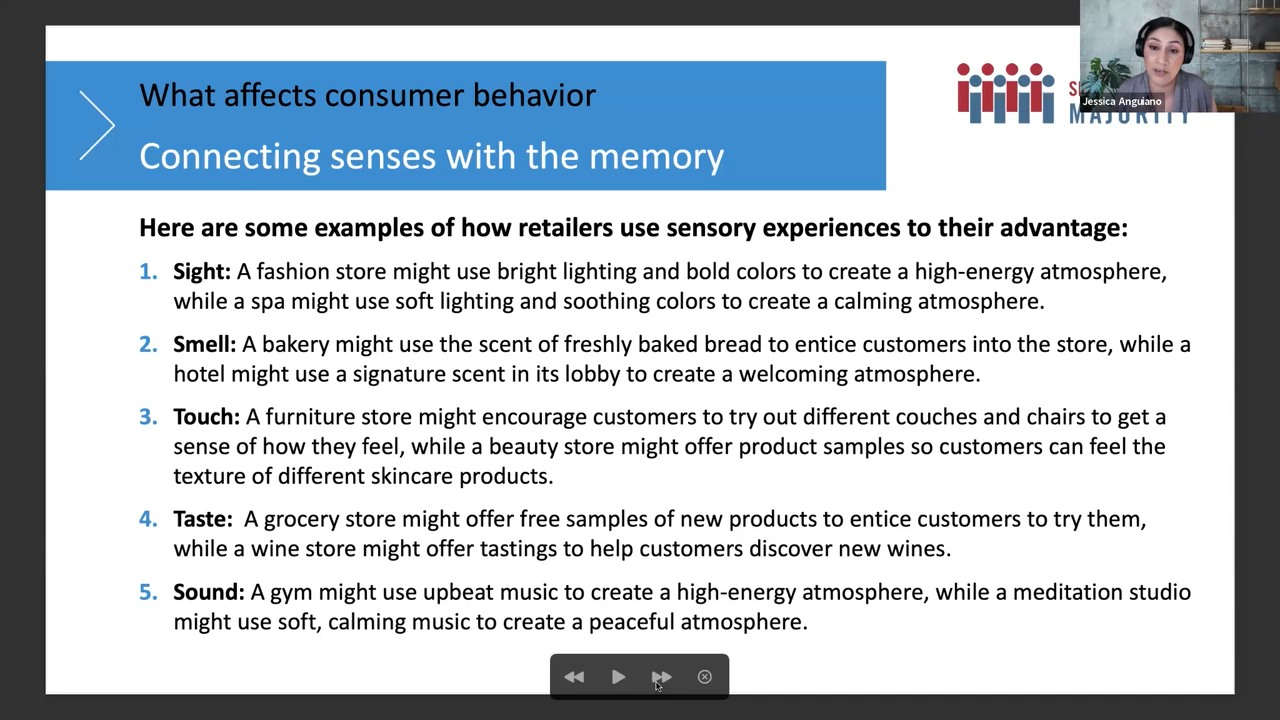 What affects consumer behavior
Connecting senses with the memory
Jessica Anguiano
MAJORITY
Here are some examples of how retailers use sensory experiences to their advantage:
1. Sight: A fashion store might use bright lighting and bold colors to create a high-energy atmosphere,
while a spa might use soft lighting and soothing colors to create a calming atmosphere.
2. Smell: A bakery might use the scent of freshly baked bread to entice customers into the store, while a
hotel might use a signature scent in its lobby to create a welcoming atmosphere.
3. Touch: A furniture store might encourage customers to try out different couches and chairs to get a
sense of how they feel, while a beauty store might offer product samples so customers can feel the
texture of different skincare products.
4. Taste: A grocery store might offer free samples of new products to entice customers to try them,
while a wine store might offer tastings to help customers discover new wines.
5. Sound: A gym might use upbeat music to create a high-energy atmosphere, while a meditation studio
might use soft, calming music to create a peaceful atmosphere.